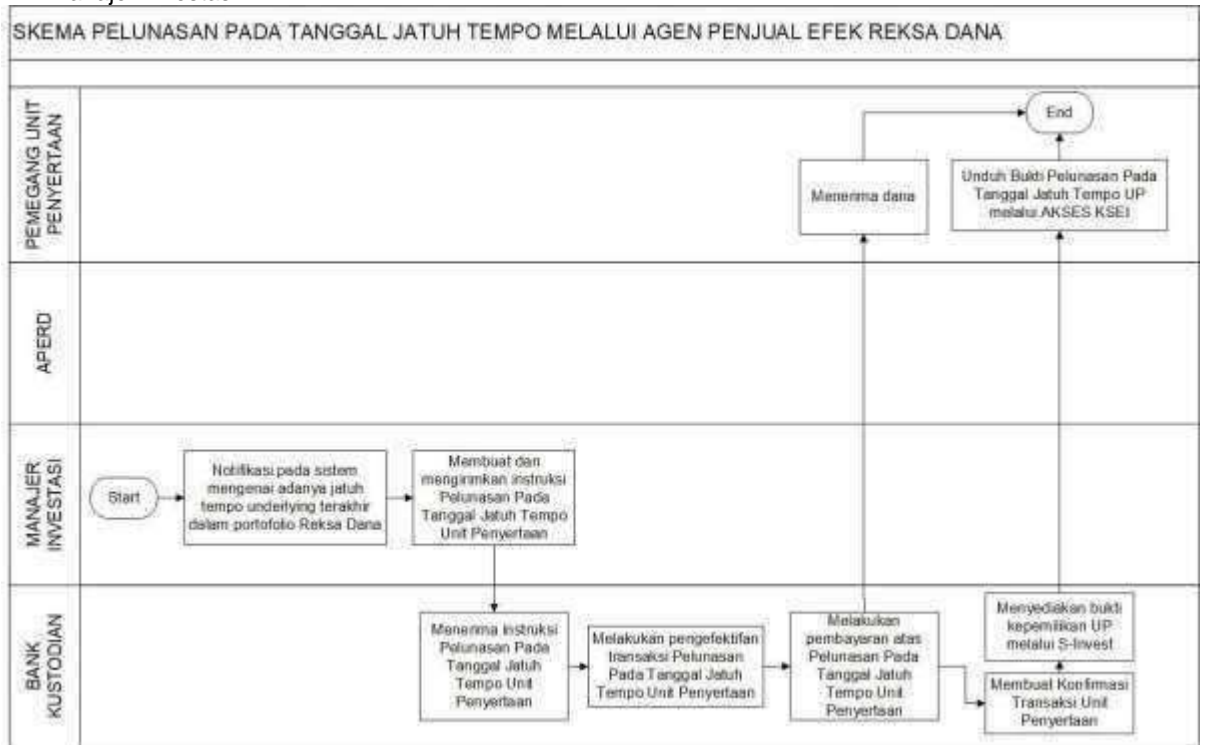 SKEMA PELUNASAN PADA TANGGAL JATUH TEMPO MELALUI AGEN PENJUAL EFEK REKSA DANA
PEMEGANG UNIT
PENYERTAAN
End
Menerima dana
Unduh Bukti Pelunasan Pada
Tanggal Jatuh Tempo UP
melalui AKSES KSEI
APERD
MANAJER
INVESTASI
Start
Notifikasi pada sistem
mengenai adanya jatuh
tempo underlying terakhir
dalam portofolio Reksa Dana
Membuat dan
mengirimkan instruksi
Pelunasan Pada
Tanggal Jatuh Tempo
Unit Penyertaan
BANK
KUSTODIAN
Menerima instruksi
Pelunasan Pada
Tanggal Jatuh
Tempo Unit
Penyertaan
Melakukan pengefektifan
transaksi Pelunasan
Pada Tanggal Jatuh
Tempo Unit Penyertaan
Melakukan
pembayaran atas
Pelunasan Pada
Tanggal Jatuh
Tempo Unit
Penyertaan
Menyediakan bukti
kepemilikan UP
melalui S-Invest
Membuat Konfirmasi
Transaksi Unit
Penyertaan